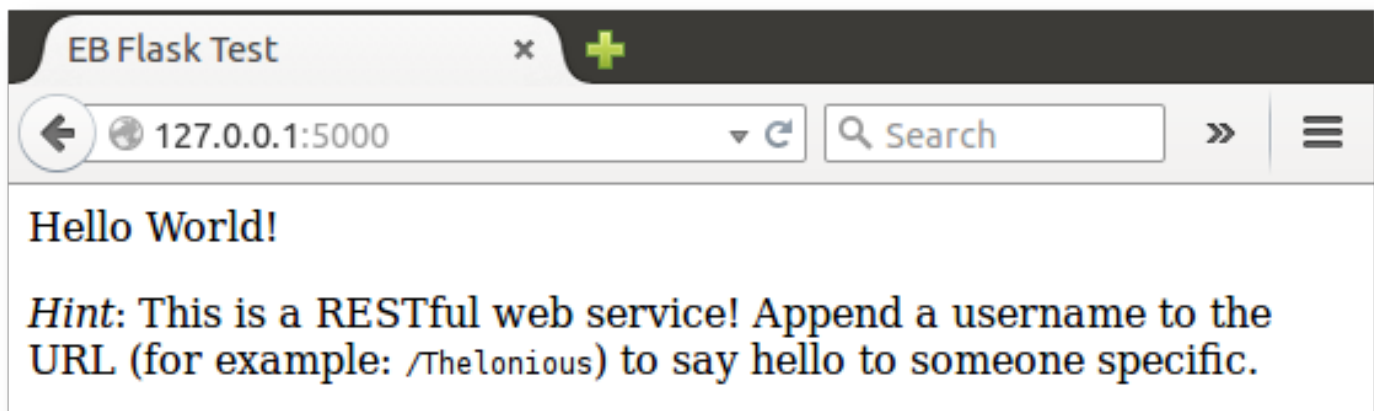 EB Flask Test
127.0.0.1:5000
Search
Hello World!
Hint: This is a RESTful web service! Append a username to the
URL (for example: /Thelonious) to say hello to someone specific.